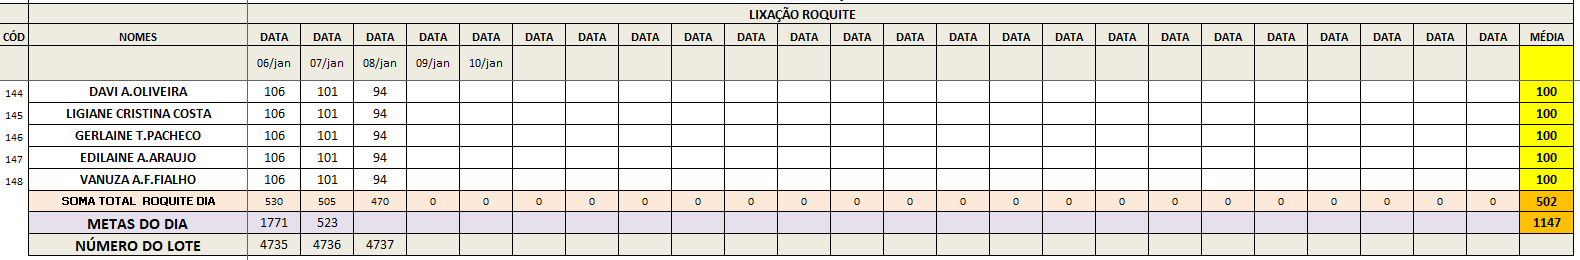 LIXAÇÃO ROQUITE
CÓD NOMES DATA DATA DATA DATA DATA DATA DATA DATA DATA DATA DATA DATA DATA DATA DATA DATA DATA DATA DATA DATA DATA DATA DATA DATA MÉDIA
06/jan 07/jan 08/jan 09/jan 10/jan
144 DAVI A.OLIVEIRA 106 101 94 100
145 LIGIANE CRISTINA COSTA 106 101 94 100
146 GERLAINE T.PACHECO 106 101 94 100
147 EDILAINE A.ARAUJO 106 101 94 100
148 VANUZA A.F.FIALHO 106 101 94 100
SOMA TOTAL ROQUITE DIA 530 505 470 0 0 0 0 0 0 0 0 0 0 0 0 0 0 0 0 0 0 0 0 0 502
METAS DO DIA 1771 523 1147
NÚMERO DO LOTE 4735 4736 4737